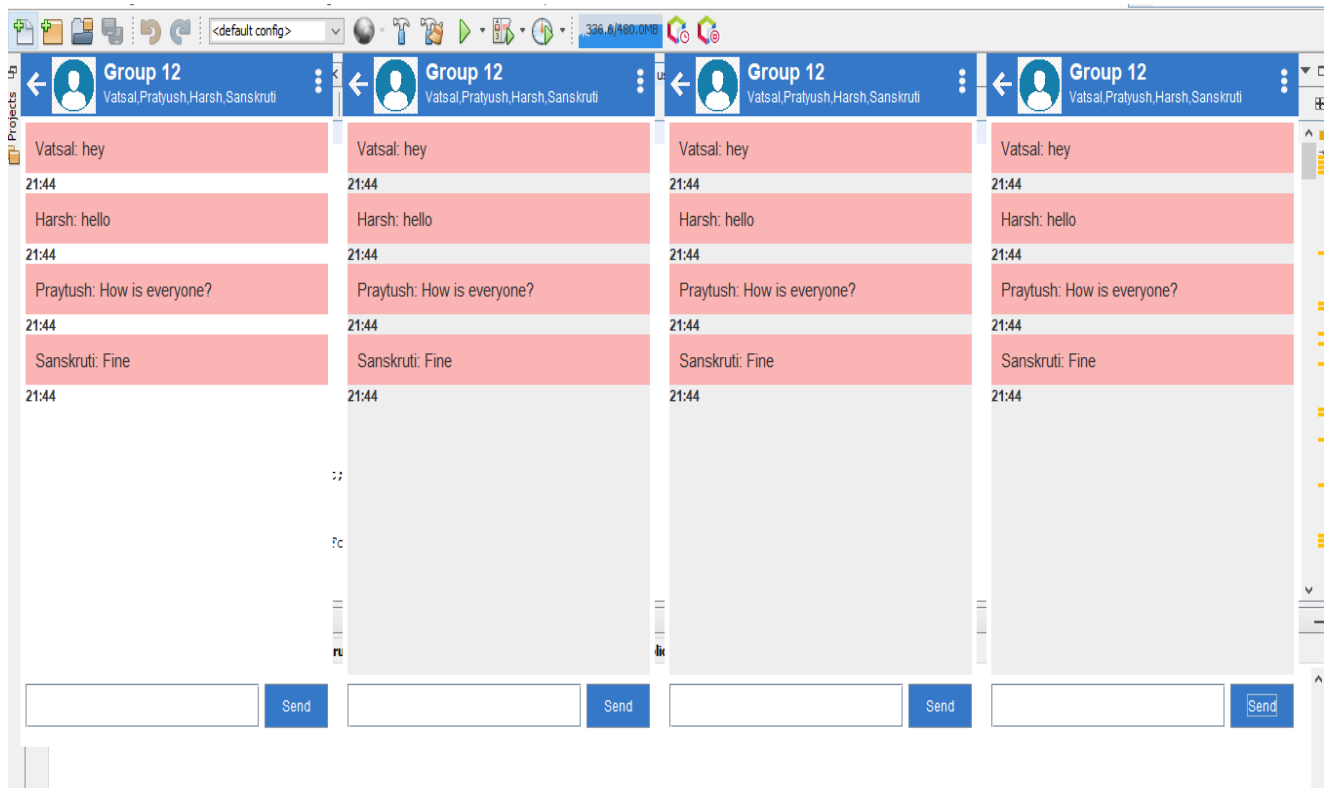 <default config>
336.6/480.0MB
Projects
Group 12
Vatsal,Pratyush,Harsh,Sanskruti
Vatsal: hey
21:44
Harsh: hello
21:44
Praytush: How is everyone?
21:44
Sanskruti: Fine
21:44
Send
Group 12
Vatsal,Pratyush,Harsh,Sanskruti
Vatsal: hey
21:44
Harsh: hello
21:44
Praytush: How is everyone?
21:44
Sanskruti: Fine
21:44
Send
Group 12
Vatsal,Pratyush,Harsh,Sanskruti
Vatsal: hey
21:44
Harsh: hello
21:44
Praytush: How is everyone?
21:44
Sanskruti: Fine
21:44
Send
Group 12
Vatsal,Pratyush,Harsh,Sanskruti
Vatsal: hey
21:44
Harsh: hello
21:44
Praytush: How is everyone?
21:44
Sanskruti: Fine
21:44
Send